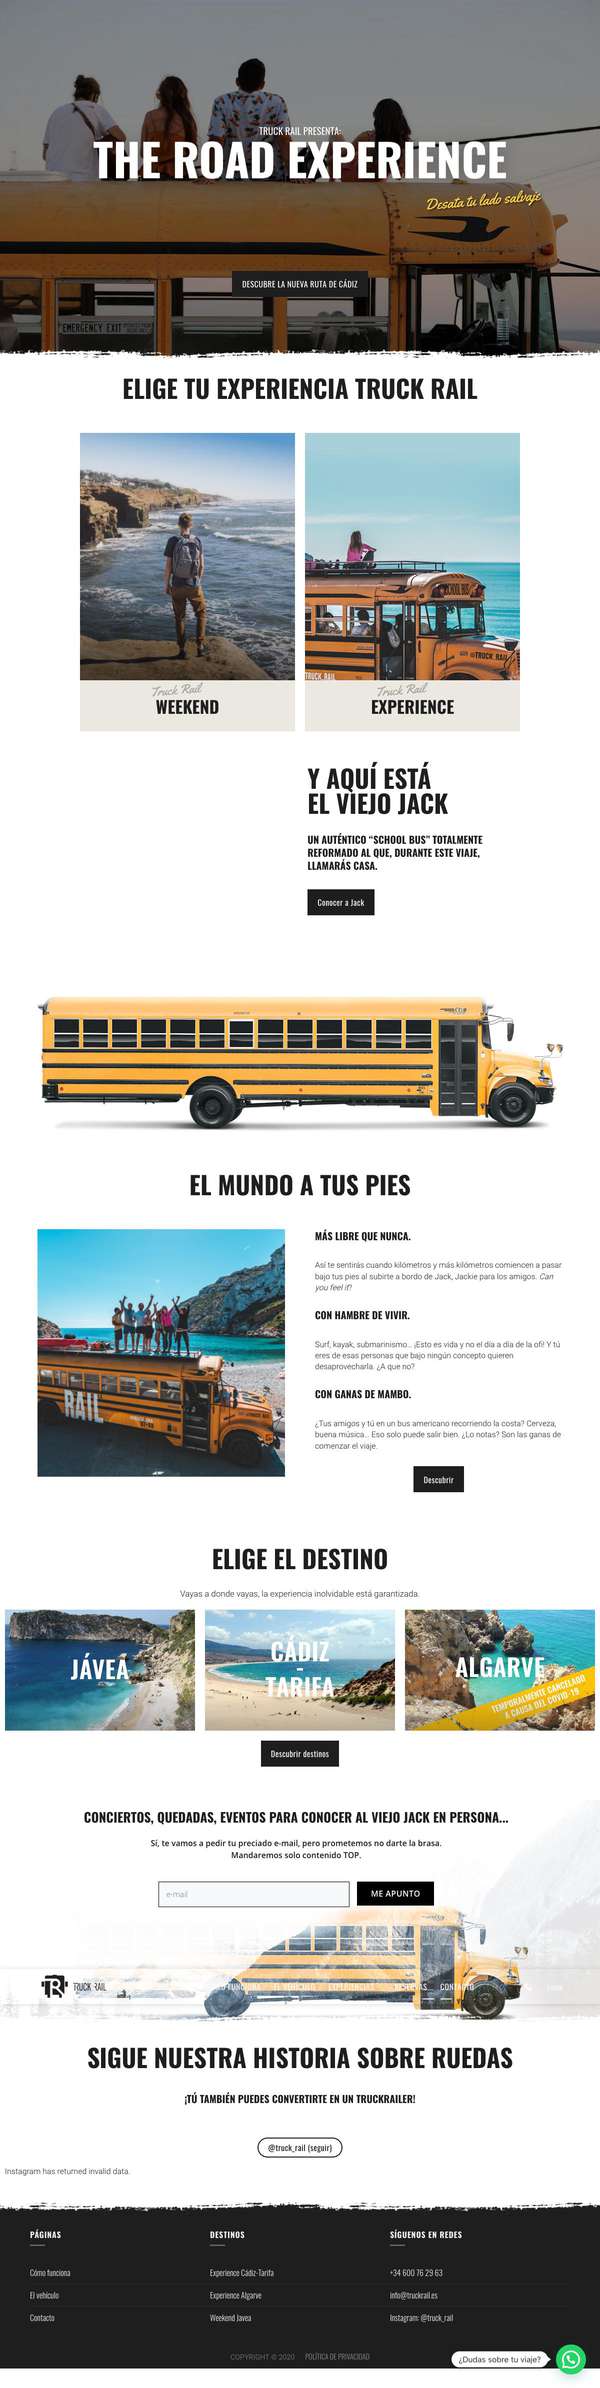 TRUCK RAIL PRESENTA:
THE ROAD EXPERIENCE
Desata tu lado salvaje
DESCUBRE LA NUEVA RUTA DE CÁDIZ
EMERGENCY EXIT
ELIGE TU EXPERIENCIA TRUCK RAIL
SCHOOL BUS
@TRUCK_RAIL
TRUCK RAIL
Truck Rail
WEEKEND
Truck Rail
EXPERIENCE
Y AQUÍ ESTÁ
EL VIEJO JACK
UN AUTÉNTICO “SCHOOL BUS” TOTALMENTE
REFORMADO AL QUE, DURANTE ESTE VIAJE,
LLAMARÁS CASA.
Conocer a Jack
EL MUNDO A TUS PIES
RAIL
MÁS LIBRE QUE NUNCA.
Así te sentirás cuando kilómetros y más kilómetros comiencen a pasar
bajo tus pies al subirte a bordo de Jack, Jackie para los amigos. Can
you feel it?
CON HAMBRE DE VIVIR.
Surf, kayak, submarinismo... ¡Esto es vida y no el día a día de la ofi! Y tú
eres de esas personas que bajo ningún concepto quieren
desaprovecharla. ¿A que no?
CON GANAS DE MAMBO.
¿Tus amigos y tú en un bus americano recorriendo la costa? Cerveza,
buena música... Eso solo puede salir bien. ¿Lo notas? Son las ganas de
comenzar el viaje.
Descubrir
ELIGE EL DESTINO
Vayas a donde vayas, la experiencia inolvidable está garantizada.
JÁVEA
CÁDIZ
-
TARIFA
ALGARVE
TEMPORALMENTE CANCELADO
A CAUSA DEL COVID-19
Descubrir destinos
CONCIERTOS, QUEDADAS, EVENTOS PARA CONOCER AL VIEJO JACK EN PERSONA...
Sí, te vamos a pedir tu preciado e-mail, pero prometemos no darte la brasa.
Mandaremos solo contenido TOP.
e-mail
ME APUNTO
TRUCK RAIL
CONTACTO
SIGUE NUESTRA HISTORIA SOBRE RUEDAS
¡TÚ TAMBIÉN PUEDES CONVERTIRTE EN UN TRUCKRAILER!
@truck_rail (seguir)
Instagram has returned invalid data.
PÁGINAS
Cómo funciona
El vehículo
Contacto
DESTINOS
Experience Cádiz-Tarifa
Experience Algarve
Weekend Javea
SÍGUENOS EN REDES
+34 600 76 29 63
info@truckrail.es
Instagram: @truck_rail
COPYRIGHT © 2020 POLÍTICA DE PRIVACIDAD
¿Dudas sobre tu viaje?